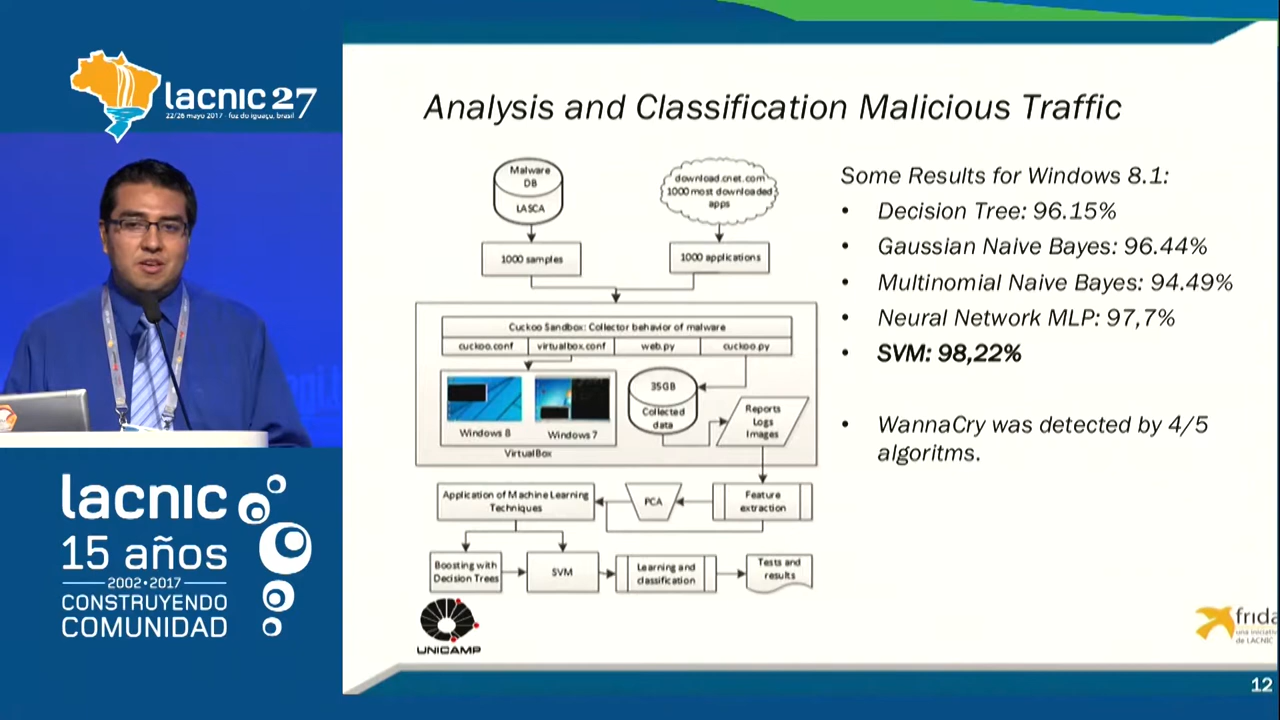 lacnic 27
22/26 mayo 2017 - foz do iguaçu, brasil
lacnic
15 años
2002•2017
CONSTRUYENDO
COMUNIDAD
Analysis and Classification Malicious Traffic
Malware
DB
LASCA
download.cnet.com
1000 most downloaded
apps
1000 samples
1000 applications
Cuckoo Sandbox: Collector behavior of malware
cuckoo.conf
virtualbox.conf
web.py
cuckoo.py
Windows 8
Windows 7
VirtualBox
35GB
Collected
data
Reports
Logs
Images
Application of Machine Learning
Techniques
PCA
Feature
extraction
Boosting with
Decision Trees
SVM
Learning and
classification
Tests and
results
Some Results for Windows 8.1:
• Decision Tree: 96.15%
• Gaussian Naive Bayes: 96.44%
• Multinomial Naive Bayes: 94.49%
• Neural Network MLP: 97,7%
• SVM: 98,22%
• WannaCry was detected by 4/5
algoritms.
UNICAMP
frida
una iniciativa
de LACNIC
12